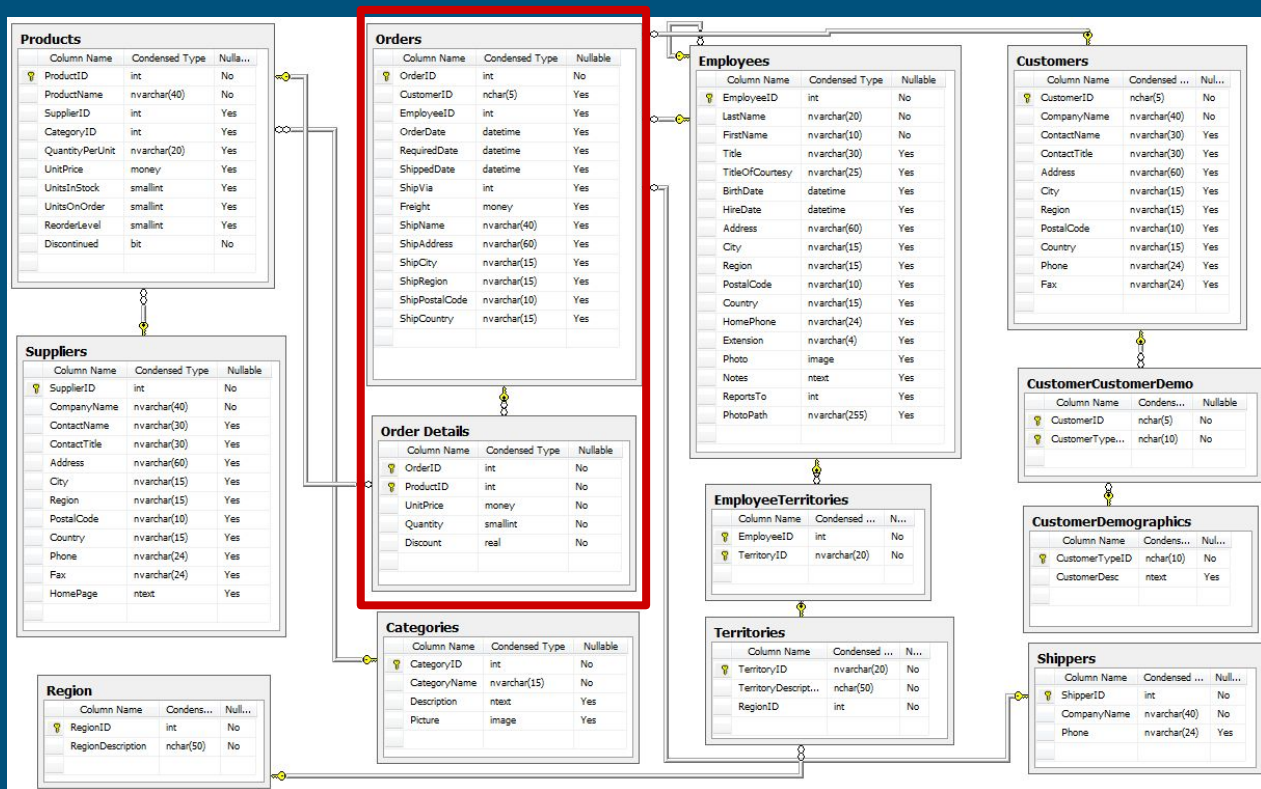 Products
Column Name Condensed Type Nulla...
ProductID int No
ProductName nvarchar(40) No
SupplierID int Yes
CategoryID int Yes
QuantityPerUnit nvarchar(20) Yes
UnitPrice money Yes
UnitsInStock smallint Yes
UnitsOnOrder smallint Yes
ReorderLevel smallint Yes
Discontinued bit No
Orders
Column Name Condensed Type Nullable
OrderID int No
CustomerID nchar(5) Yes
EmployeeID int Yes
OrderDate datetime Yes
RequiredDate datetime Yes
ShippedDate datetime Yes
ShipVia int Yes
Freight money Yes
ShipName nvarchar(40) Yes
ShipAddress nvarchar(60) Yes
ShipCity nvarchar(15) Yes
ShipRegion nvarchar(15) Yes
ShipPostalCode nvarchar(10) Yes
ShipCountry nvarchar(15) Yes
Employees
Column Name Condensed Type Nullable
EmployeeID int No
LastName nvarchar(20) No
FirstName nvarchar(10) No
Title nvarchar(30) Yes
TitleOfCourtesy nvarchar(25) Yes
BirthDate datetime Yes
HireDate datetime Yes
Address nvarchar(60) Yes
City nvarchar(15) Yes
Region nvarchar(15) Yes
PostalCode nvarchar(10) Yes
Country nvarchar(15) Yes
HomePhone nvarchar(24) Yes
Extension nvarchar(4) Yes
Photo image Yes
Notes ntext Yes
ReportsTo int Yes
PhotoPath nvarchar(255) Yes
Customers
Column Name Condensed ... Nul...
CustomerID nchar(5) No
CompanyName nvarchar(40) No
ContactName nvarchar(30) Yes
ContactTitle nvarchar(30) Yes
Address nvarchar(60) Yes
City nvarchar(15) Yes
Region nvarchar(15) Yes
PostalCode nvarchar(10) Yes
Country nvarchar(15) Yes
Phone nvarchar(24) Yes
Fax nvarchar(24) Yes
Suppliers
Column Name Condensed Type Nullable
SupplierID int No
CompanyName nvarchar(40) No
ContactName nvarchar(30) Yes
ContactTitle nvarchar(30) Yes
Address nvarchar(60) Yes
City nvarchar(15) Yes
Region nvarchar(15) Yes
PostalCode nvarchar(10) Yes
Country nvarchar(15) Yes
Phone nvarchar(24) Yes
Fax nvarchar(24) Yes
HomePage ntext Yes
Order Details
Column Name Condensed Type Nullable
OrderID int No
ProductID int No
UnitPrice money No
Quantity smallint No
Discount real No
CustomerCustomerDemo
Column Name Condens... Nullable
CustomerID nchar(5) No
CustomerType... nchar(10) No
EmployeeTerritories
Column Name Condensed ... N...
EmployeeID int No
TerritoryID nvarchar(20) No
CustomerDemographics
Column Name Condens... Nul...
CustomerTypeID nchar(10) No
CustomerDesc ntext Yes
Categories
Column Name Condensed Type Nullable
CategoryID int No
CategoryName nvarchar(15) No
Description ntext Yes
Picture image Yes
Territories
Column Name Condensed ... N...
TerritoryID nvarchar(20) No
TerritoryDescript... nchar(50) No
RegionID int No
Shippers
Column Name Condensed ... Null...
ShipperID int No
CompanyName nvarchar(40) No
Phone nvarchar(24) Yes
Region
Column Name Condens... Null...
RegionID int No
RegionDescription nchar(50) No